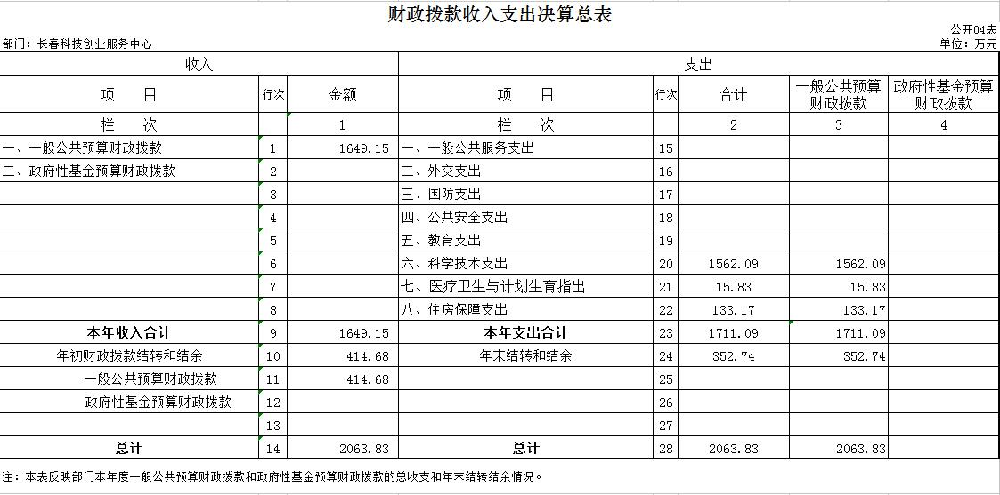 财政拨款收入支出决算总表
公开04表
部门：长春科技创业服务中心 单位：万元
收入 支出
项 目 行次 金额 项 目 行次 合计 一般公共预算财政拨款 政府性基金预算财政拨款
栏 次 1 栏 次 2 3 4
一、一般公共预算财政拨款 1 1649.15 一、一般公共服务支出 15
二、政府性基金预算财政拨款 2 二、外交支出 16
3 三、国防支出 17
4 四、公共安全支出 18
5 五、教育支出 19
6 六、科学技术支出 20 1562.09 1562.09
7 七、医疗卫生与计划生育指出 21 15.83 15.83
8 八、住房保障支出 22 133.17 133.17
本年收入合计 9 1649.15 本年支出合计 23 1711.09 1711.09
年初财政拨款结转和结余 10 414.68 年末结转和结余 24 352.74 352.74
一般公共预算财政拨款 11 414.68 25
政府性基金预算财政拨款 12 26
13 27
总计 14 2063.83 总计 28 2063.83 2063.83
注：本表反映部门本年度一般公共预算财政拨款和政府性基金预算财政拨款的总收支和年末结转结余情况。